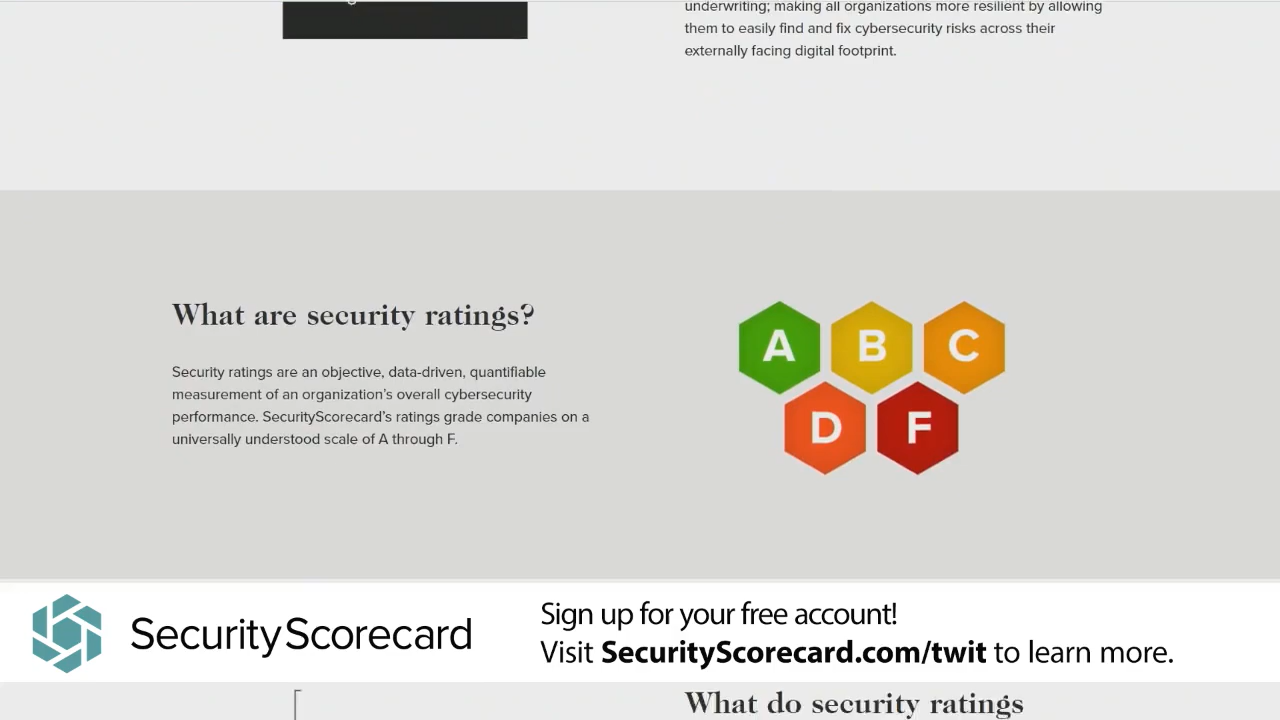 underwriting; making all organizations more resilient by allowing
them to easily find and fix cybersecurity risks across their
externally facing digital footprint.
What are security ratings?
Security ratings are an objective, data-driven, quantifiable
measurement of an organization's overall cybersecurity
performance. SecurityScorecard's ratings grade companies on a
universally understood scale of A through F.
A B C
D F
SecurityScorecard
Sign up for your free account!
Visit SecurityScorecard.com/twit to learn more.
What do security ratings